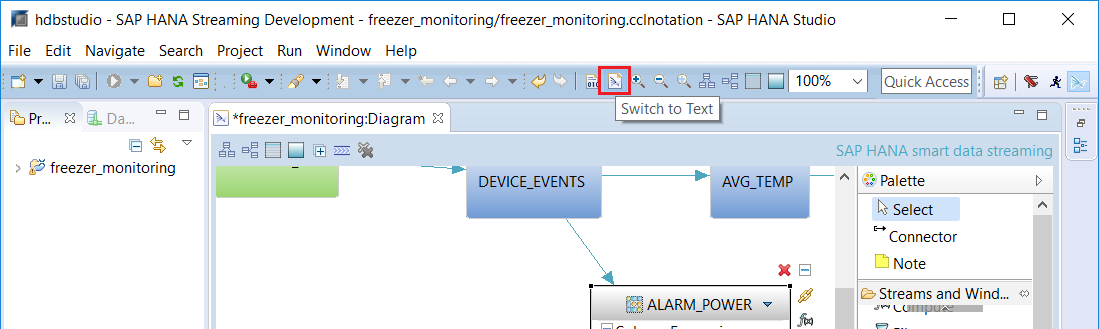 hdbstudio - SAP HANA Streaming Development - freezer_monitoring/freezer_monitoring.cclnotation - SAP HANA Studio
File Edit Navigate Search Project Run Window Help
010 100% Quick Access
Switch to Text
Pr... Da... *freezer_monitoring:Diagram
SAP HANA smart data streaming
freezer_monitoring
DEVICE_EVENTS AVG_TEMP
Palette
Select
Connector
Note
ALARM_POWER
Streams and Wind...
Compute